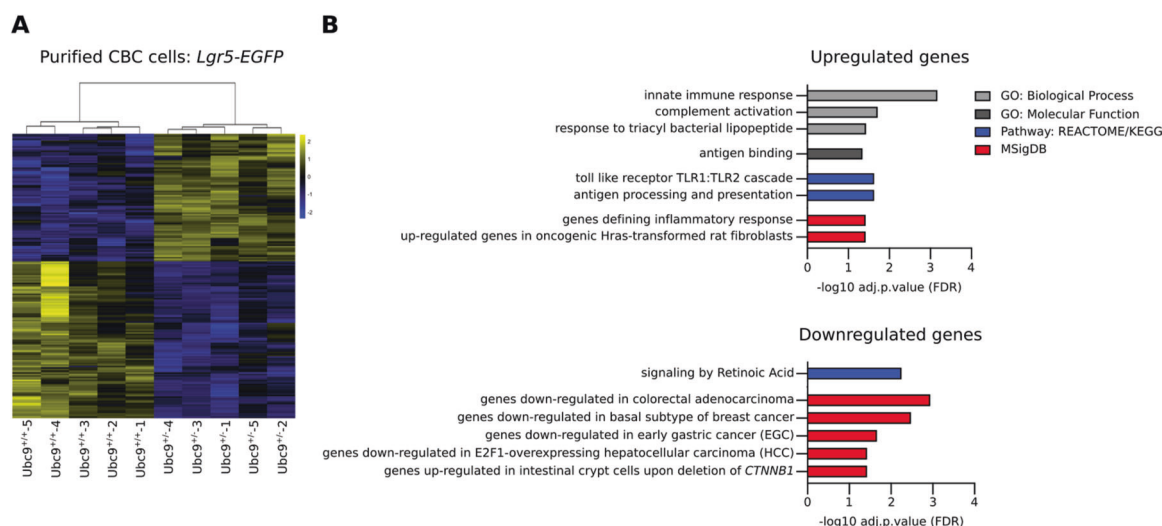 A
Purified CBC cells: Lgr5-EGFP
2
1
0
-1
-2
Ubc9+/+-5
Ubc9+/+-4
Ubc9+/+-3
Ubc9+/+-2
Ubc9+/+-1
Ubc9+/--4
Ubc9+/--3
Ubc9+/--1
Ubc9+/--5
Ubc9+/--2
B
Upregulated genes
innate immune response
complement activation
response to triacyl bacterial lipopeptide
antigen binding
toll like receptor TLR1:TLR2 cascade
antigen processing and presentation
genes defining inflammatory response
up-regulated genes in oncogenic Hras-transformed rat fibroblasts
0 1 2 3 4
-log10 adj.p.value (FDR)
GO: Biological Process
GO: Molecular Function
Pathway: REACTOME/KEGG
MSigDB
Downregulated genes
signaling by Retinoic Acid
genes down-regulated in colorectal adenocarcinoma
genes down-regulated in basal subtype of breast cancer
genes down-regulated in early gastric cancer (EGC)
genes down-regulated in E2F1-overexpressing hepatocellular carcinoma (HCC)
genes up-regulated in intestinal crypt cells upon deletion of CTNNB1
0 1 2 3 4
-log10 adj.p.value (FDR)